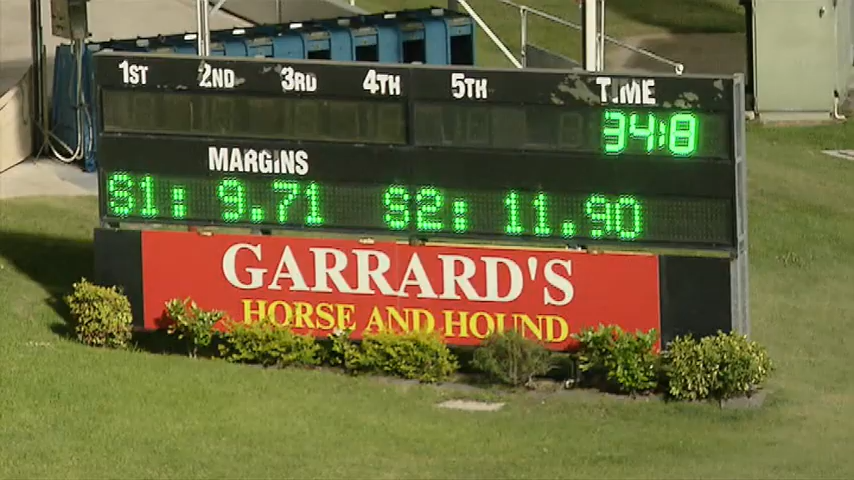 1ST 2ND 3RD 4TH 5TH TIME
34:8
MARGINS
S1: 9.71 S2: 11.90
GARRARD'S
HORSE AND HOUND